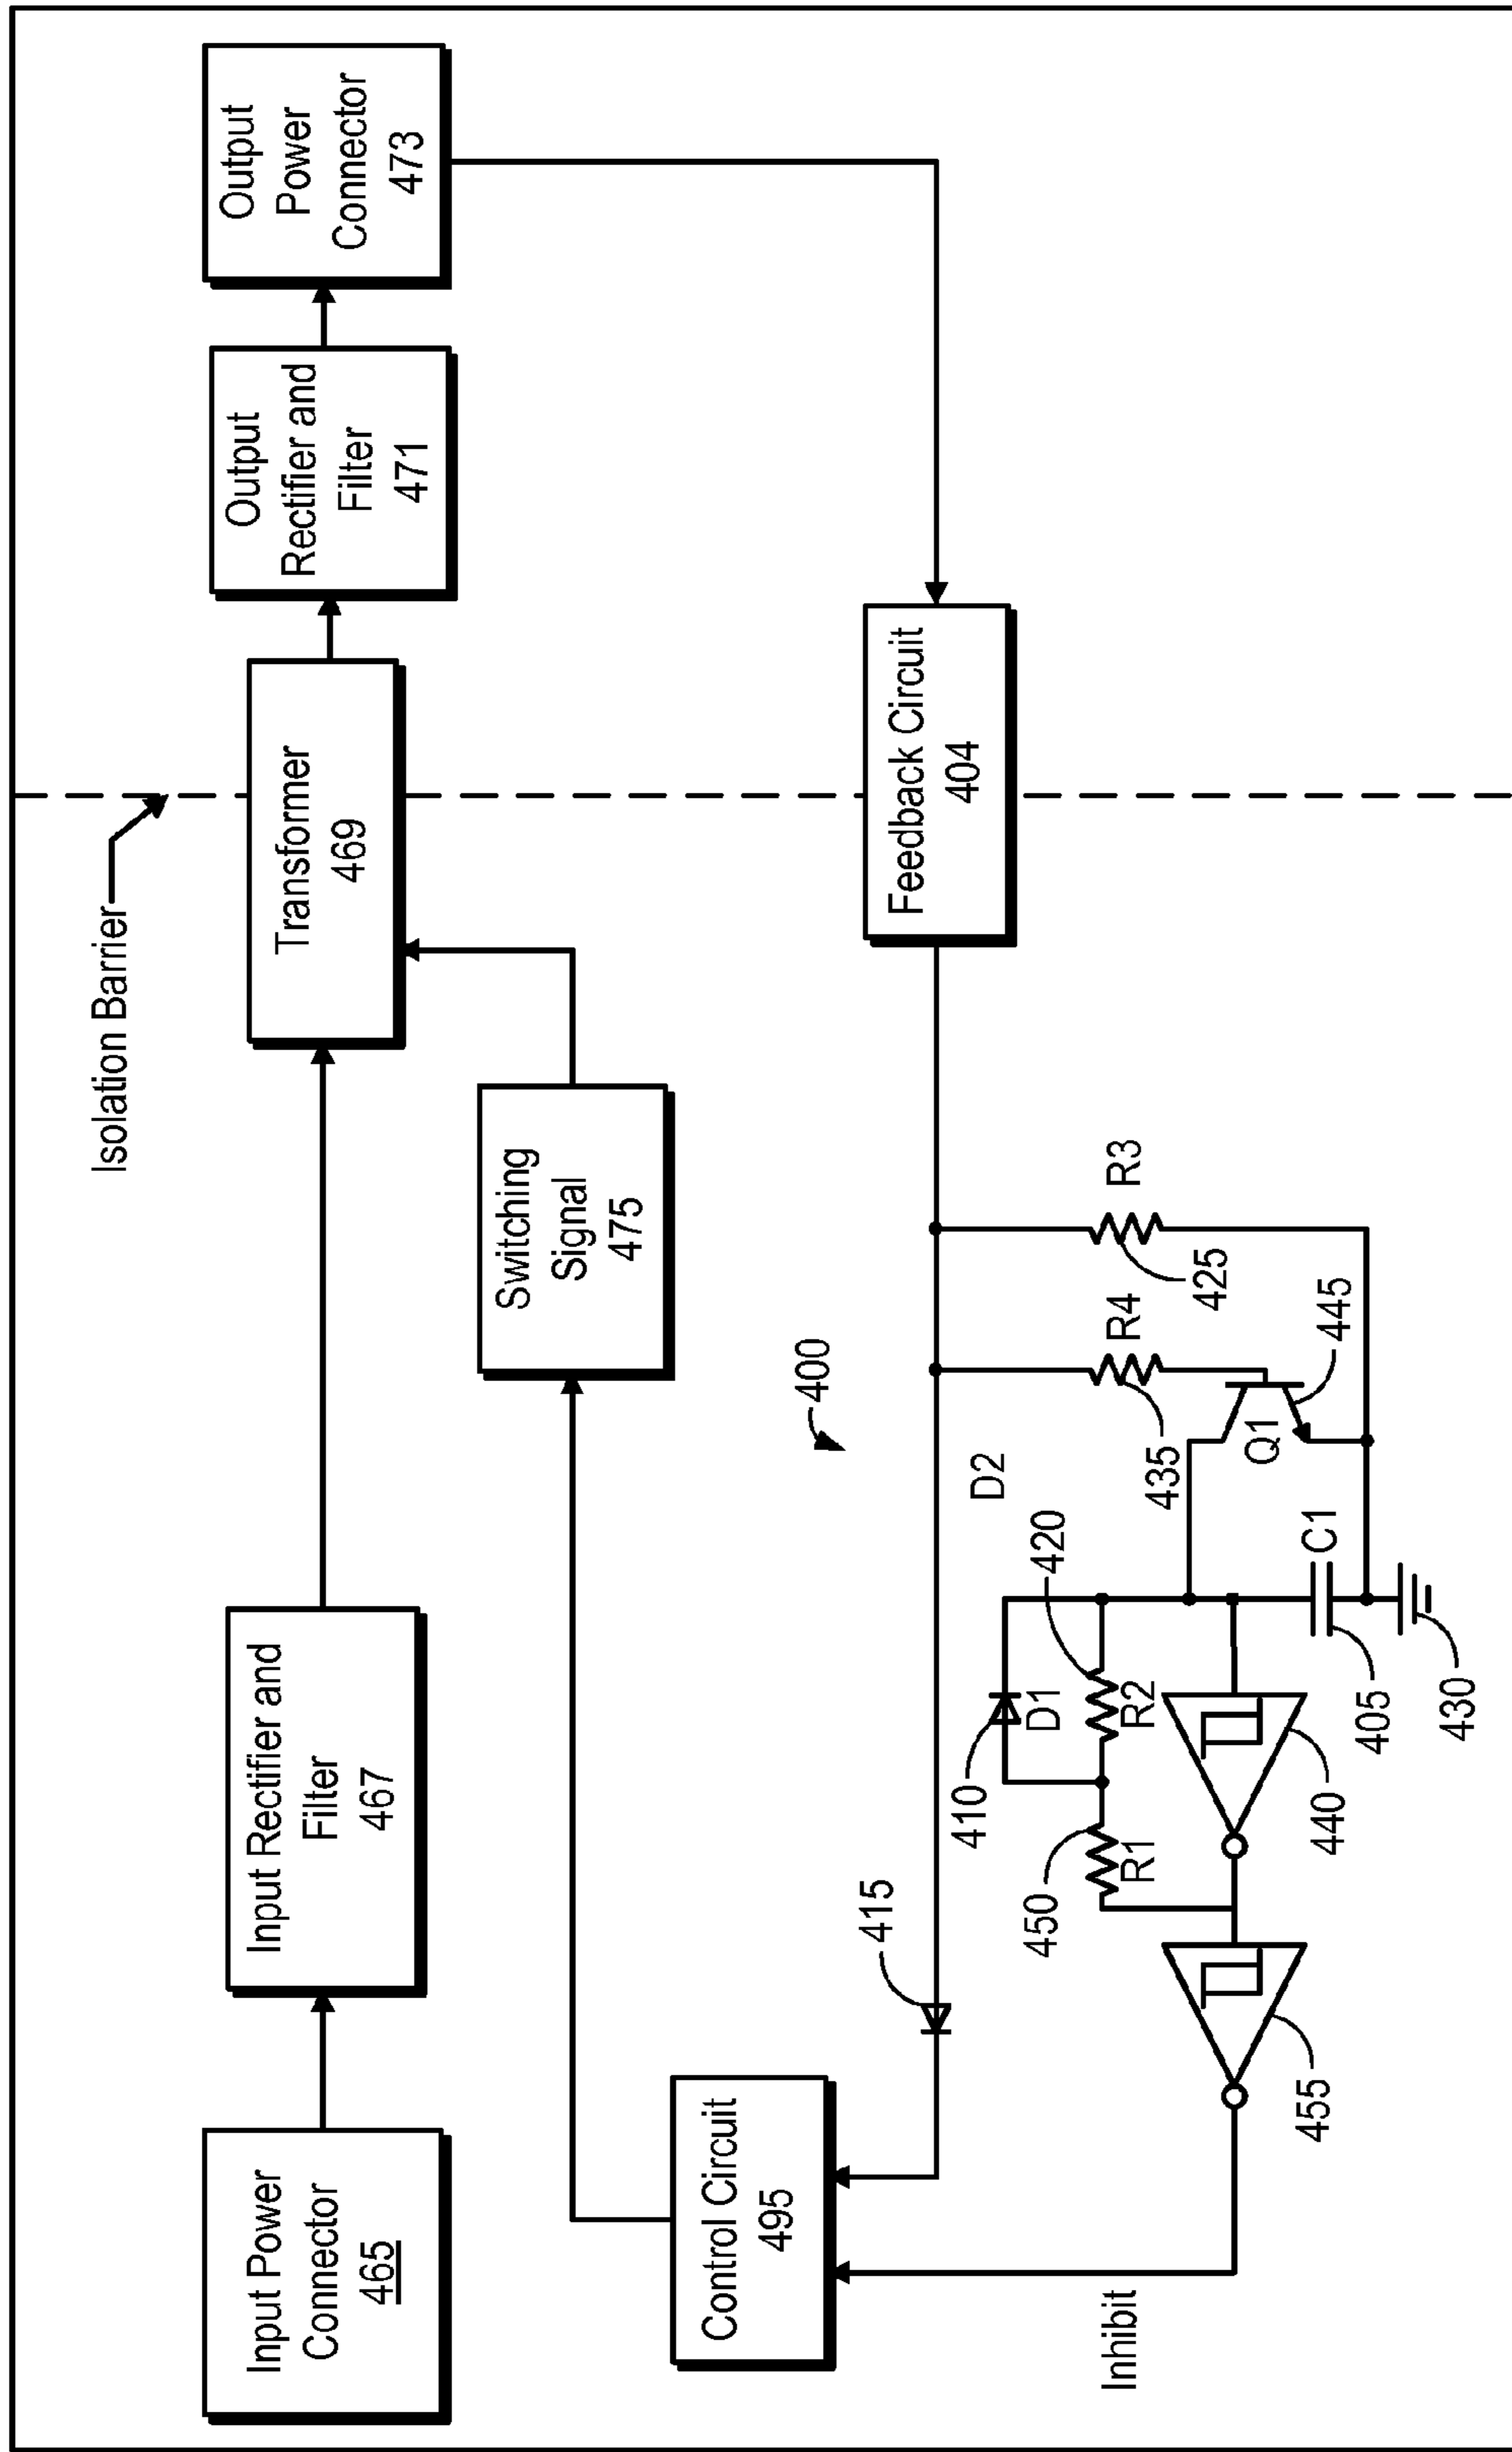 Isolation Barrier
Input Power
Connector
465
Input Rectifier and
Filter
467
Transformer
469
Output
Rectifier and
Filter
471
Output
Power
Connector
473
Switching
Signal
475
Control Circuit
495
Feedback Circuit
404
400
415
D2
410
D1
420
R4
R3
435
425
450
R1
R2
Q1
445
C1
440
455
405
430
Inhibit